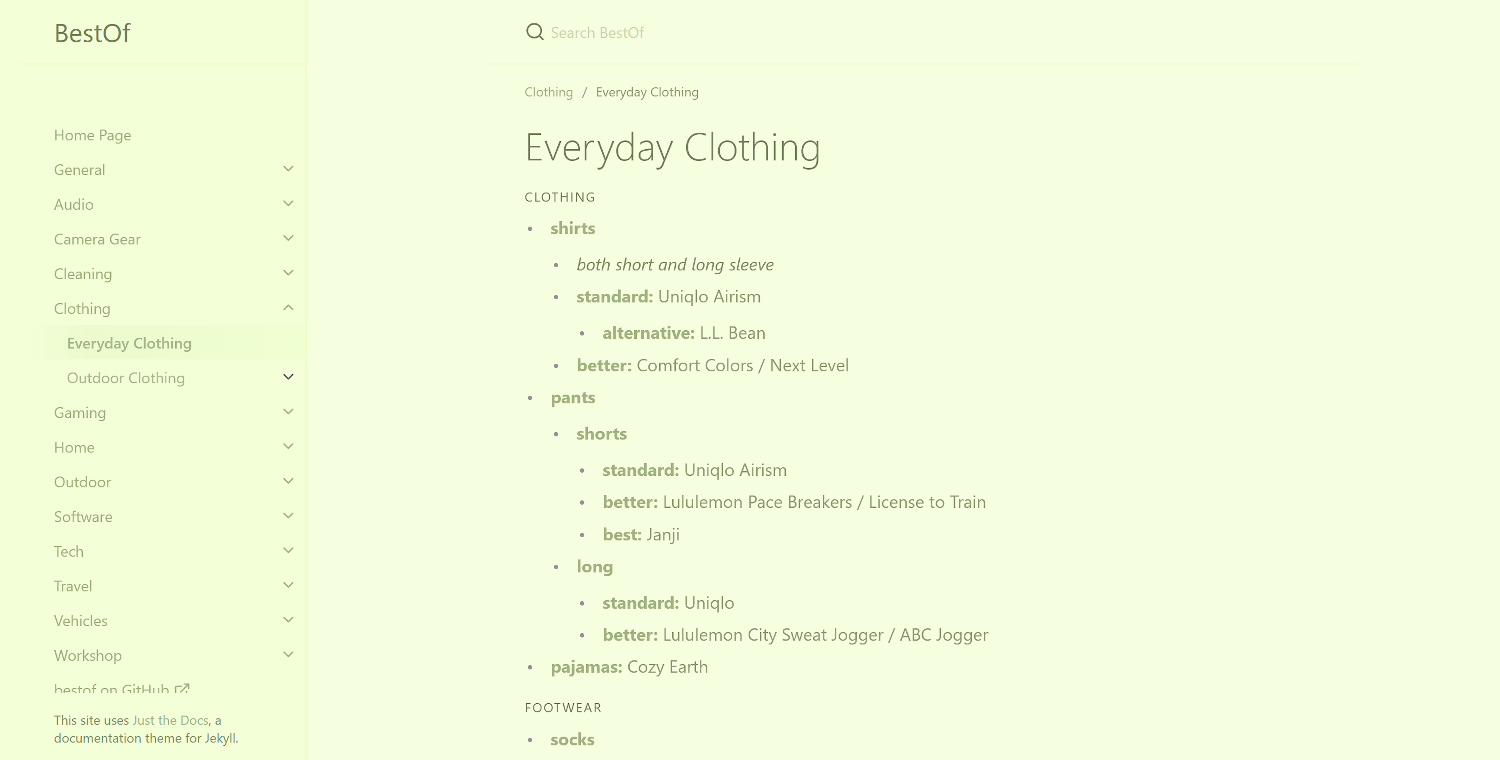 BestOf
Search BestOf
Home Page
General
Audio
Camera Gear
Cleaning
Clothing
Everyday Clothing
Outdoor Clothing
Gaming
Home
Outdoor
Software
Tech
Travel
Vehicles
Workshop
bestof on GitHub
This site uses Just the Docs, a
documentation theme for Jekyll.
Clothing / Everyday Clothing
Everyday Clothing
CLOTHING
• shirts
• both short and long sleeve
• standard: Uniqlo Airism
• alternative: L.L. Bean
• better: Comfort Colors / Next Level
• pants
• shorts
• standard: Uniqlo Airism
• better: Lululemon Pace Breakers / License to Train
• best: Janji
• long
• standard: Uniqlo
• better: Lululemon City Sweat Jogger / ABC Jogger
• pajamas: Cozy Earth
FOOTWEAR
• socks